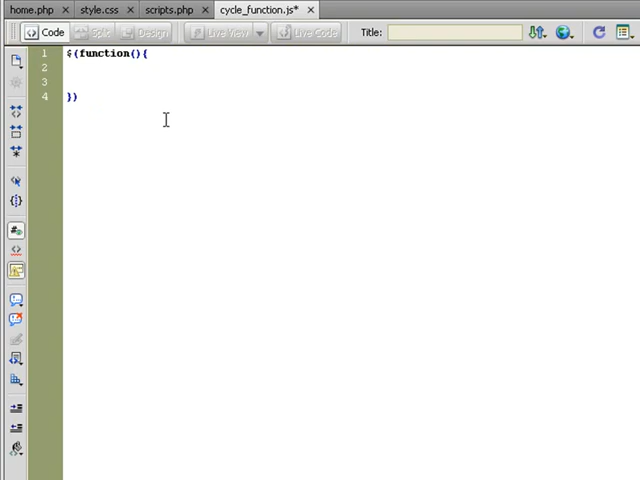 home.php × style.css × scripts.php × cycle_function.js* ×
Code Split Design Live View Live Code Title:
1 $(function(){
2
3
4 })